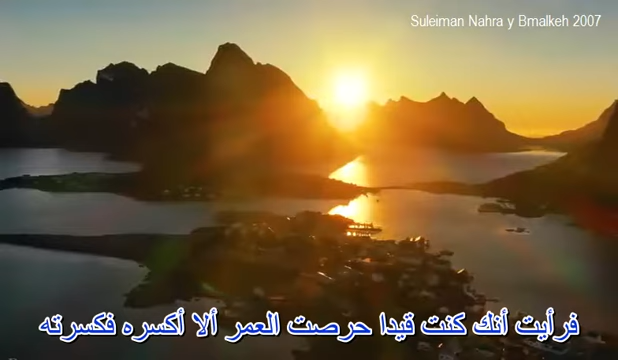 Suleiman Nahra y Bmalkeh 2007
فرأيت أنك كنت قيدا حرصت العمر ألا أكسره فكسرته